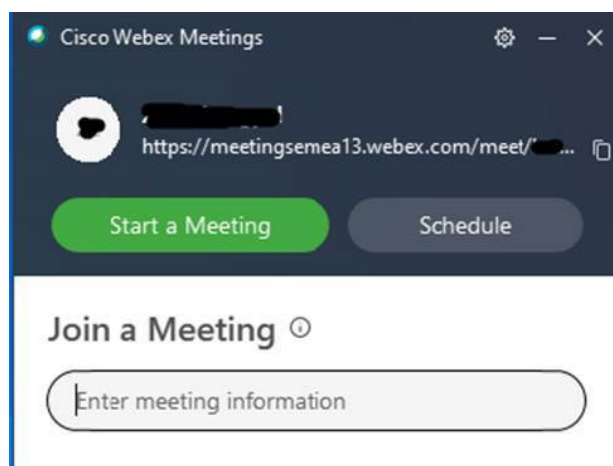 Cisco Webex Meetings
https://meetingsemea13.webex.com/meet/...
Start a Meeting
Schedule
Join a Meeting
Enter meeting information